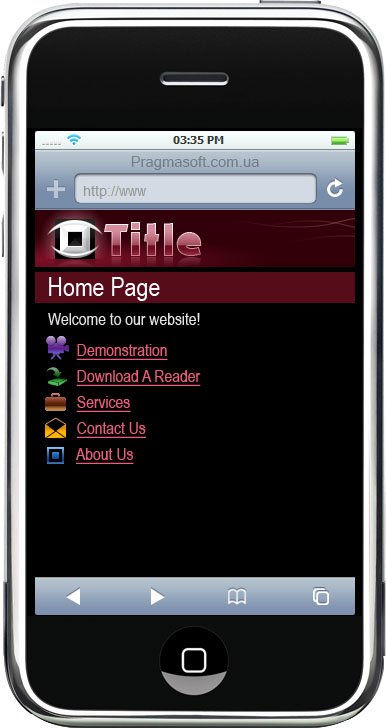 03:35 PM
Pragmasoft.com.ua
http://www
Title
Home Page
Welcome to our website!
Demonstration
Download A Reader
Services
Contact Us
About Us